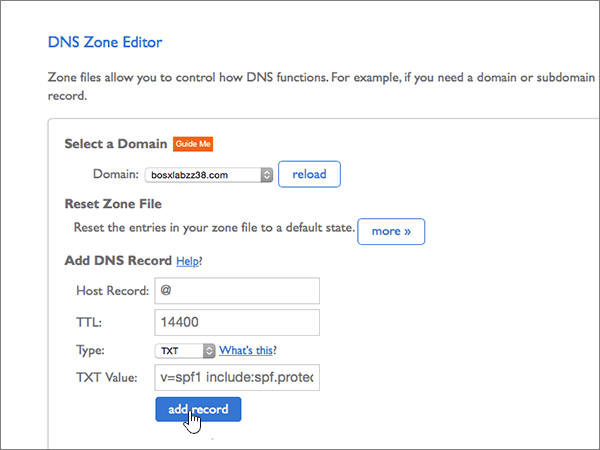 DNS Zone Editor
Zone files allow you to control how DNS functions. For example, if you need a domain or subdomain
record.
Select a Domain Guide Me
Domain: bosxlabzz38.com reload
Reset Zone File
Reset the entries in your zone file to a default state. more »
Add DNS Record Help?
Host Record: @
TTL: 14400
Type: TXT What's this?
TXT Value: v=spf1 include:spf.protec
add record